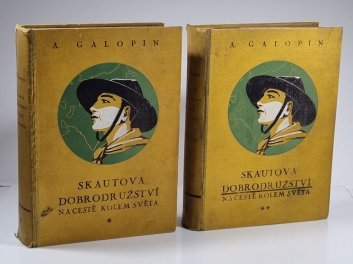 A. GALOPIN
SKAUTOVA
DOBRODRUŽSTVÍ
NA CESTĚ KOLEM SVĚTA
*
A. GALOPIN
SKAUTOVA
DOBRODRUŽSTVÍ
NA CESTĚ KOLEM SVĚTA
**